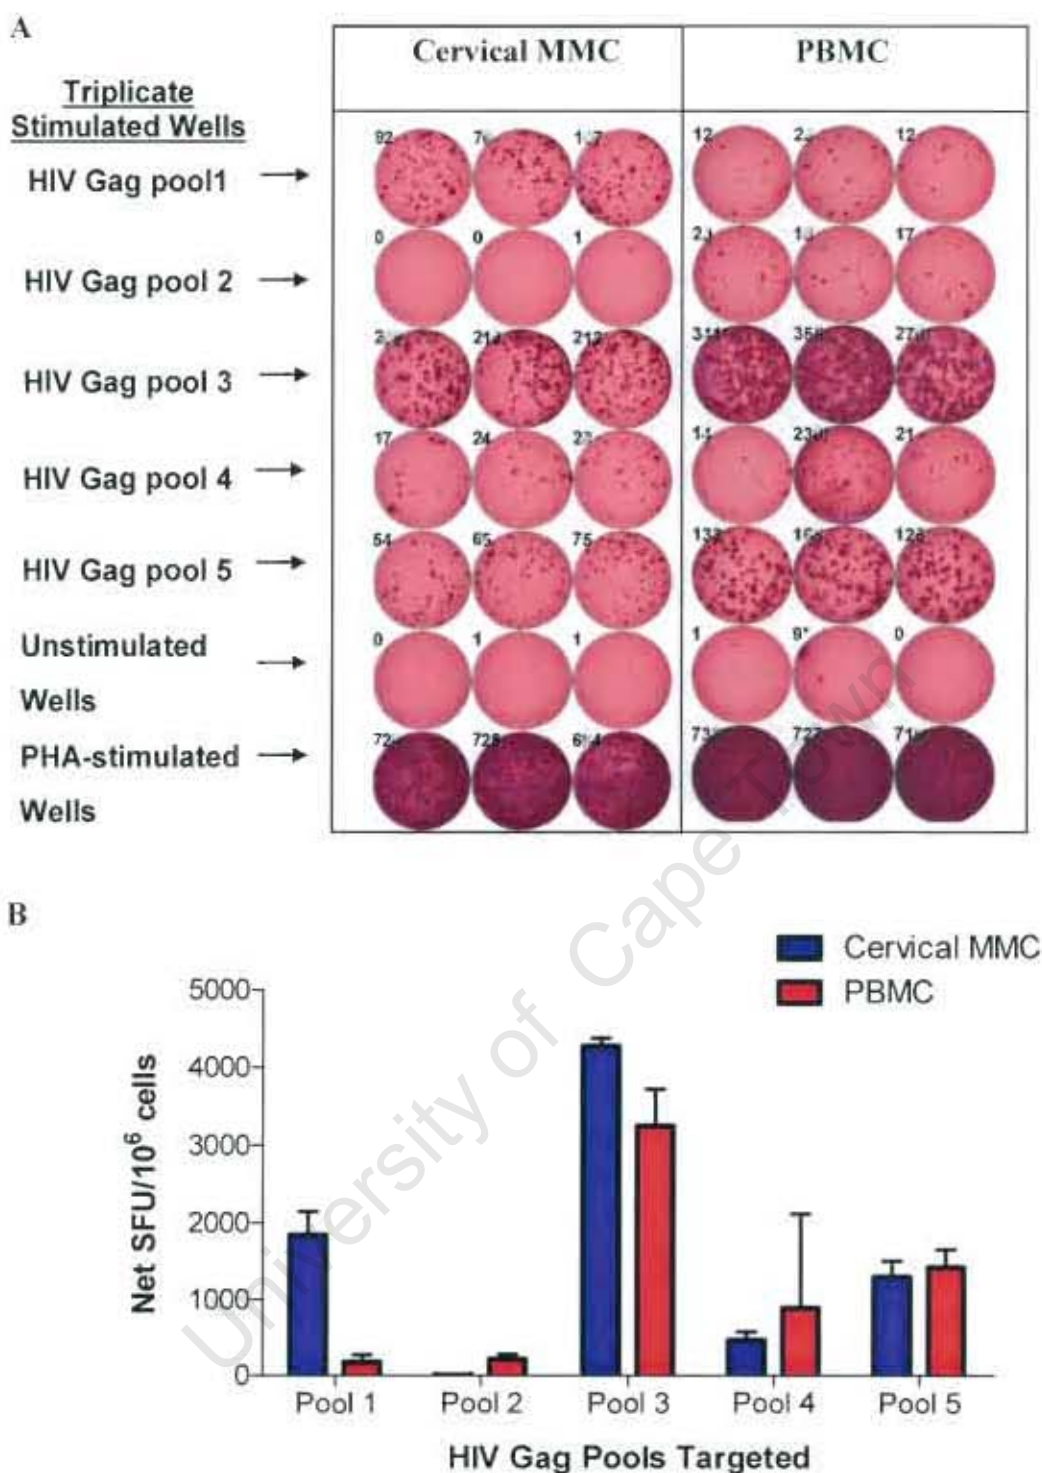 A
Cervical MMC PBMC
Triplicate
Stimulated Wells
HIV Gag pool1
92 12 12
HIV Gag pool 2
0 0 1 17
HIV Gag pool 3
212
HIV Gag pool 4
17 24 21
HIV Gag pool 5
54 65 75
Unstimulated
Wells
0 1 1 1 9* 0
PHA-stimulated
Wells
B
Cervical MMC
PBMC
5000
4000
3000
2000
1000
0
Net SFU/10⁶ cells
Pool 1 Pool 2 Pool 3 Pool 4 Pool 5
HIV Gag Pools Targeted
University of Cape Town